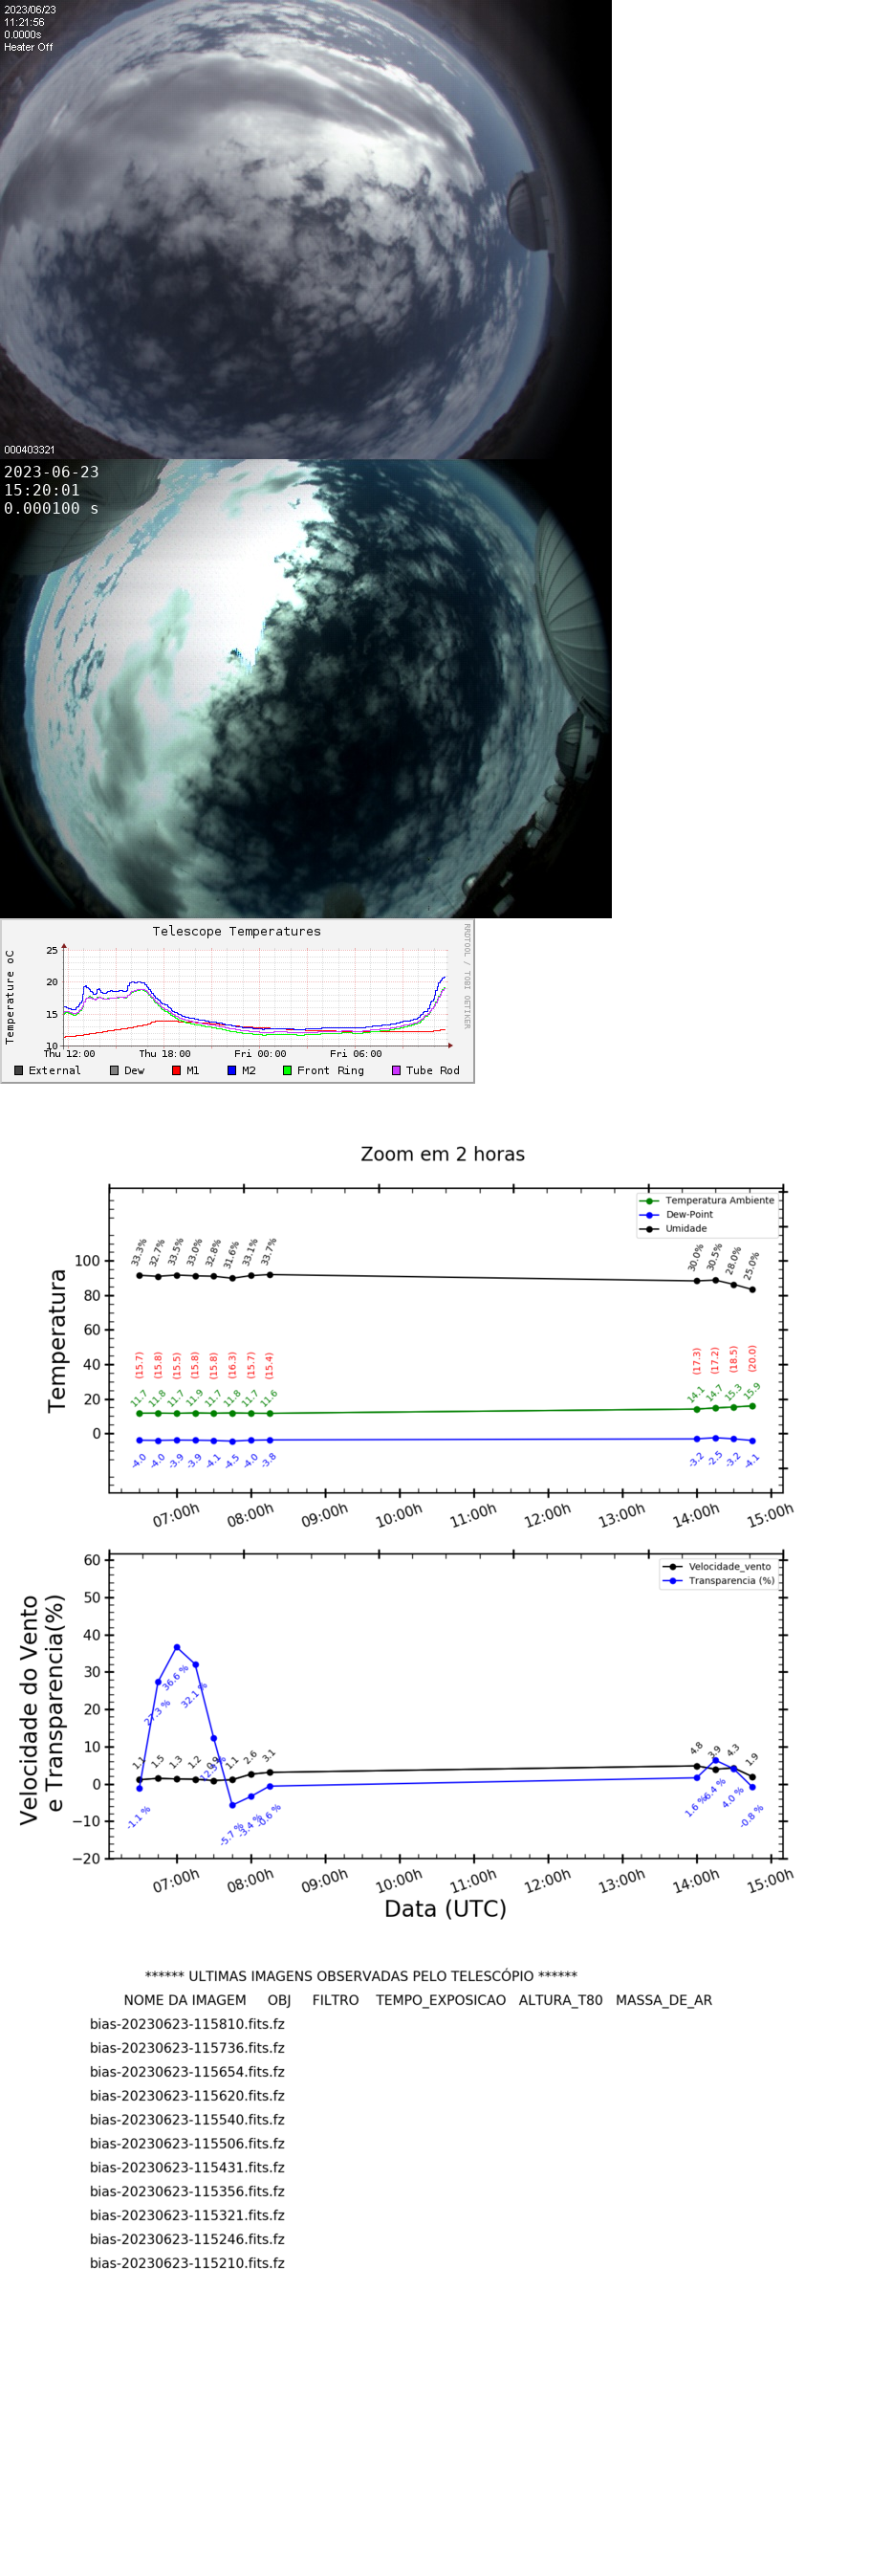 2023/06/23
11:21:56
0.0000s
Heater Off
000403321
2023-06-23
15:20:01
0.000100 s
Telescope Temperatures
RRDTOOL / TOBI OETIKER
Temperature oC
25
20
15
10
Thu 12:00 Thu 18:00 Fri 00:00 Fri 06:00
External Dew M1 M2 Front Ring Tube Rod
Zoom em 2 horas
Temperatura Ambiente
Dew-Point
Umidade
Temperatura
100
80
60
40
20
0
33.3% 32.7% 33.5% 33.0% 32.8% 31.6% 33.1% 33.7% 30.0% 30.5% 28.0% 25.0%
(15.7) (15.8) (15.5) (15.8) (15.8) (16.3) (15.7) (15.4) (17.3) (17.2) (18.5) (20.0)
11.7 11.8 11.7 11.9 11.7 11.8 11.7 11.6 14.1 14.7 15.3 15.9
-4.0 -4.0 -3.9 -3.9 -4.1 -4.5 -4.0 -3.8 -3.2 -2.5 -3.2 -4.1
07:00h 08:00h 09:00h 10:00h 11:00h 12:00h 13:00h 14:00h 15:00h
Velocidade_vento
Transparencia (%)
Velocidade do Vento
e Transparencia(%)
60
50
40
30
20
10
0
−10
−20
1.1 1.5 1.3 1.2 1.1 2.6 3.1 4.8 3.9 4.3 1.9
-1.1 % 27.3 % 36.6 % 32.1 % -5.7 % -3.4 % -0.6 % 1.6 % 6.4 % 4.0 % -0.8 %
07:00h 08:00h 09:00h 10:00h 11:00h 12:00h 13:00h 14:00h 15:00h
Data (UTC)
****** ULTIMAS IMAGENS OBSERVADAS PELO TELESCÓPIO ******
NOME DA IMAGEM OBJ FILTRO TEMPO_EXPOSICAO ALTURA_T80 MASSA_DE_AR
bias-20230623-115810.fits.fz
bias-20230623-115736.fits.fz
bias-20230623-115654.fits.fz
bias-20230623-115620.fits.fz
bias-20230623-115540.fits.fz
bias-20230623-115506.fits.fz
bias-20230623-115431.fits.fz
bias-20230623-115356.fits.fz
bias-20230623-115321.fits.fz
bias-20230623-115246.fits.fz
bias-20230623-115210.fits.fz